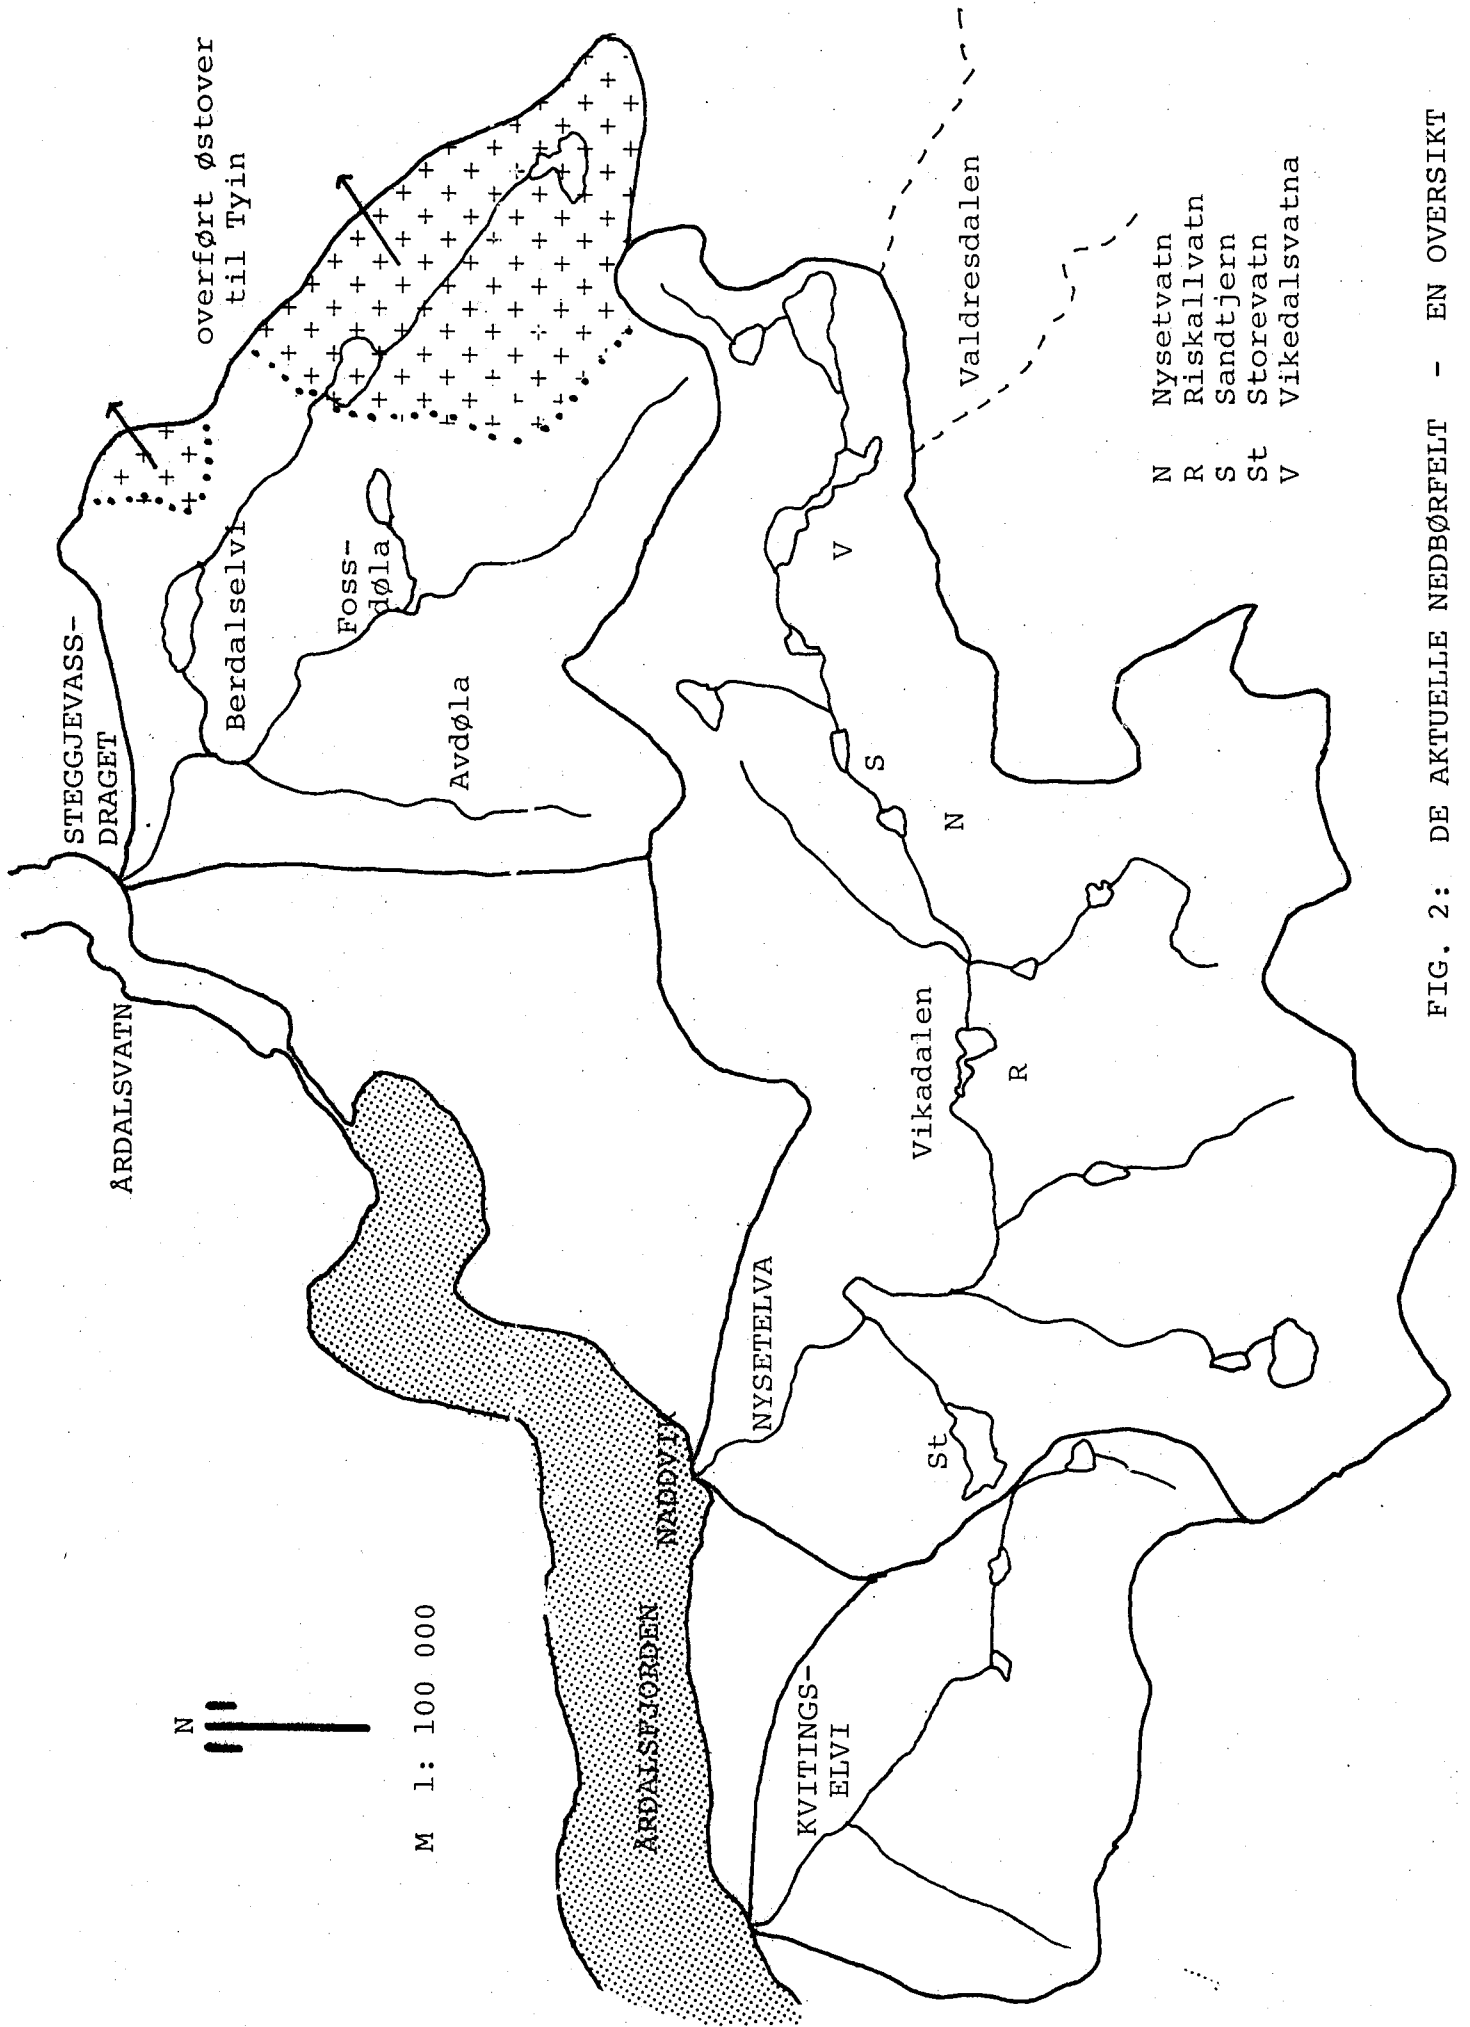 overført østover
til Tyin
STEGGJEVASS-
DRAGET
Berdalselvi
Foss-
døla
Avdøla
ÅRDALSVATN
Valdresdalen
N
M 1: 100 000
Vikadalen
V
S
N
R
NYSETELVA
NADDVIK
St
ÅRDALSFJORDEN
KVITINGS-
ELVI
N Nysetvatn
R Riskallvatn
S Sandtjern
St Storevatn
V Vikedalsvatna
FIG. 2: DE AKTUELLE NEDBØRFELT - EN OVERSIKT